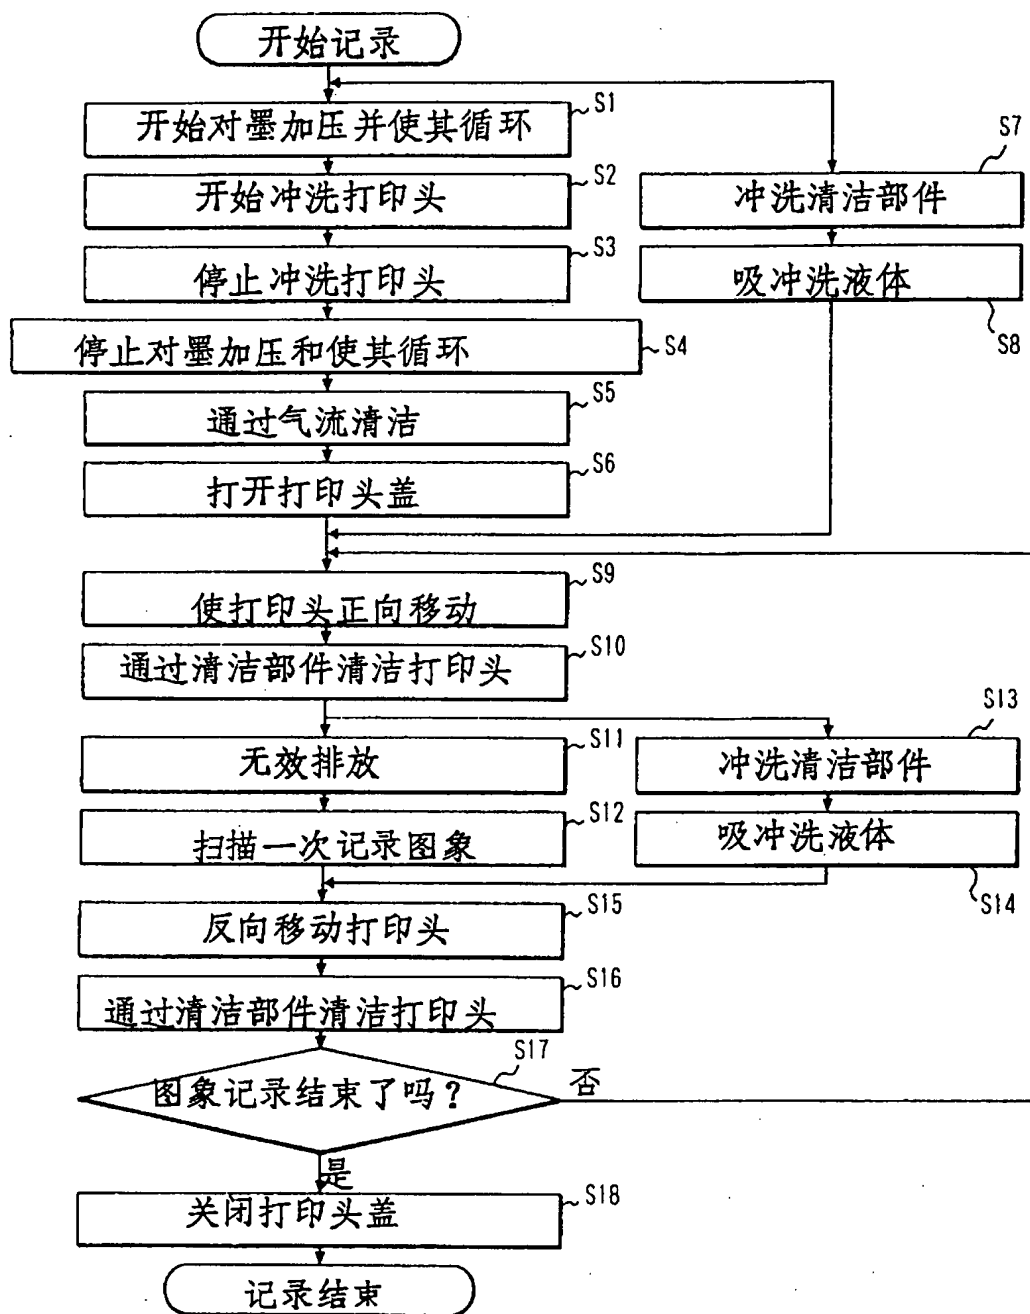 开始记录
S1
开始对墨加压并使其循环
S7
S2
开始冲洗打印头
冲洗清洁部件
S3
停止冲洗打印头
吸冲洗液体
S8
S4
停止对墨加压和使其循环
S5
通过气流清洁
S6
打开打印头盖
S9
使打印头正向移动
S10
通过清洁部件清洁打印头
S13
S11
无效排放
冲洗清洁部件
S12
扫描一次记录图象
吸冲洗液体
S14
S15
反向移动打印头
S16
通过清洁部件清洁打印头
S17
图象记录结束了吗?
否
是
S18
关闭打印头盖
记录结束